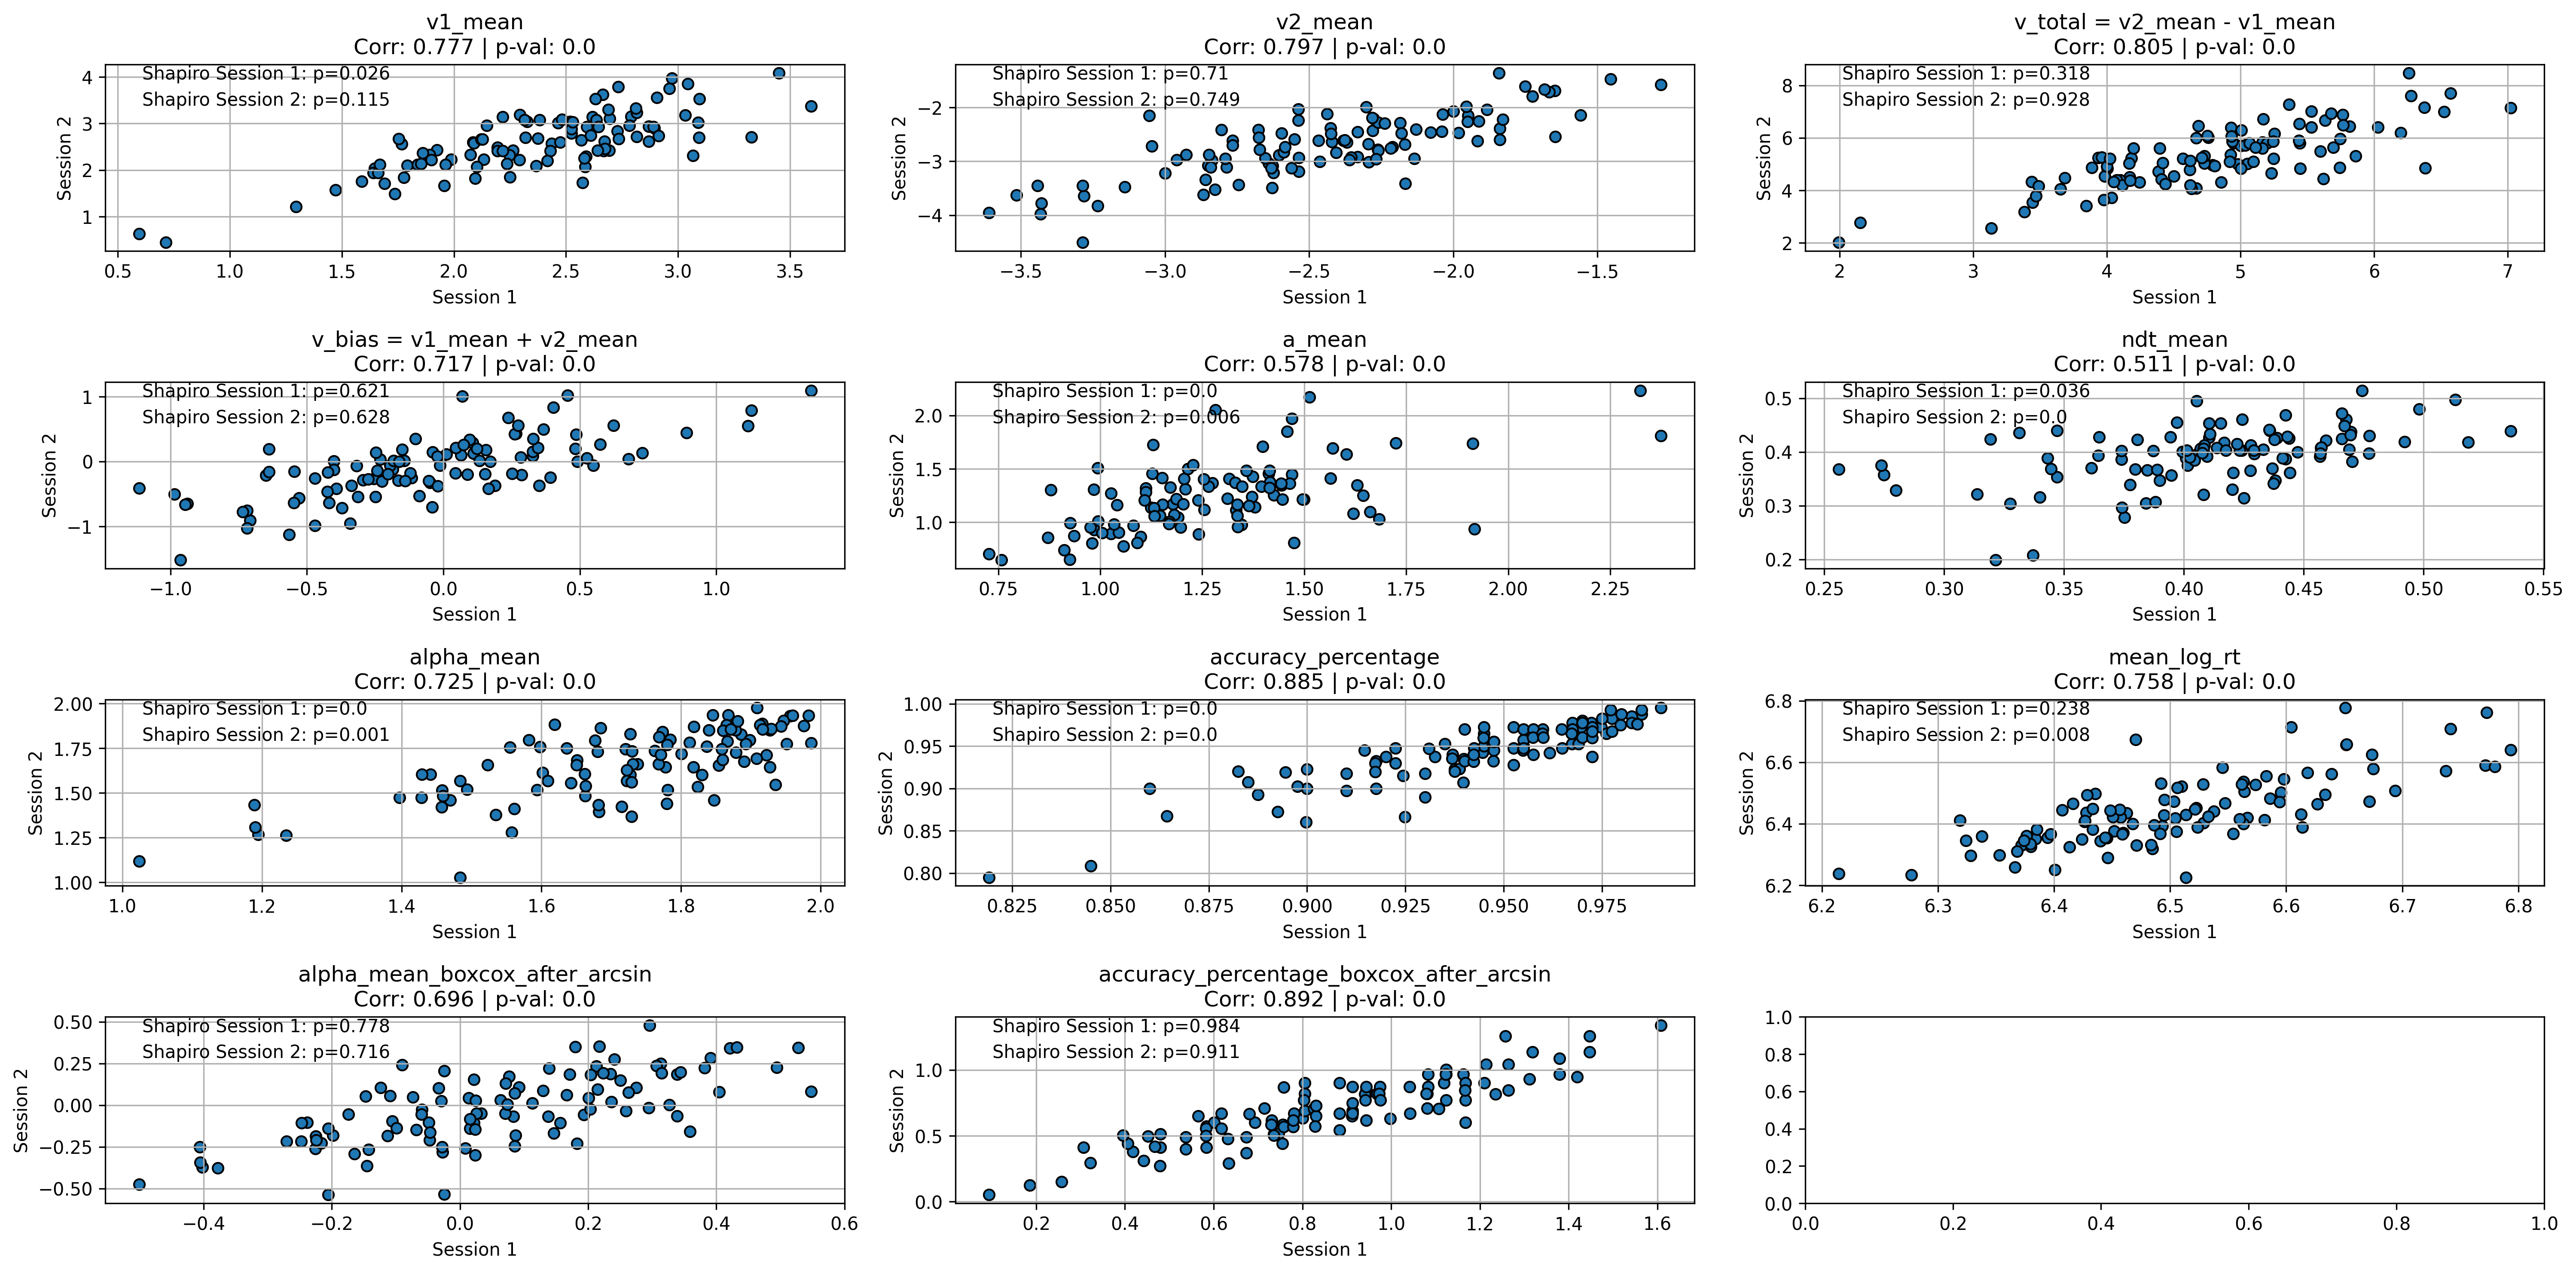 v1_mean
Corr: 0.777 | p-val: 0.0
Shapiro Session 1: p=0.026
Shapiro Session 2: p=0.115
4
3
2
1
Session 2
0.5 1.0 1.5 2.0 2.5 3.0 3.5
Session 1
v2_mean
Corr: 0.797 | p-val: 0.0
Shapiro Session 1: p=0.71
Shapiro Session 2: p=0.749
−2
−3
−4
Session 2
−3.5 −3.0 −2.5 −2.0 −1.5
Session 1
v_total = v2_mean - v1_mean
Corr: 0.805 | p-val: 0.0
Shapiro Session 1: p=0.318
Shapiro Session 2: p=0.928
8
6
4
2
Session 2
2 3 4 5 6 7
Session 1
v_bias = v1_mean + v2_mean
Corr: 0.717 | p-val: 0.0
Shapiro Session 1: p=0.621
Shapiro Session 2: p=0.628
1
0
−1
Session 2
−1.0 −0.5 0.0 0.5 1.0
Session 1
a_mean
Corr: 0.578 | p-val: 0.0
Shapiro Session 1: p=0.0
Shapiro Session 2: p=0.006
2.0
1.5
1.0
Session 2
0.75 1.00 1.25 1.50 1.75 2.00 2.25
Session 1
ndt_mean
Corr: 0.511 | p-val: 0.0
Shapiro Session 1: p=0.036
Shapiro Session 2: p=0.0
0.5
0.4
0.3
0.2
Session 2
0.25 0.30 0.35 0.40 0.45 0.50 0.55
Session 1
alpha_mean
Corr: 0.725 | p-val: 0.0
Shapiro Session 1: p=0.0
Shapiro Session 2: p=0.001
2.00
1.75
1.50
1.25
1.00
Session 2
1.0 1.2 1.4 1.6 1.8 2.0
Session 1
accuracy_percentage
Corr: 0.885 | p-val: 0.0
Shapiro Session 1: p=0.0
Shapiro Session 2: p=0.0
1.00
0.95
0.90
0.85
0.80
Session 2
0.825 0.850 0.875 0.900 0.925 0.950 0.975
Session 1
mean_log_rt
Corr: 0.758 | p-val: 0.0
Shapiro Session 1: p=0.238
Shapiro Session 2: p=0.008
6.8
6.6
6.4
6.2
Session 2
6.2 6.3 6.4 6.5 6.6 6.7 6.8
Session 1
alpha_mean_boxcox_after_arcsin
Corr: 0.696 | p-val: 0.0
Shapiro Session 1: p=0.778
Shapiro Session 2: p=0.716
0.50
0.25
0.00
−0.25
−0.50
Session 2
−0.4 −0.2 0.0 0.2 0.4 0.6
Session 1
accuracy_percentage_boxcox_after_arcsin
Corr: 0.892 | p-val: 0.0
Shapiro Session 1: p=0.984
Shapiro Session 2: p=0.911
1.0
0.5
0.0
Session 2
0.2 0.4 0.6 0.8 1.0 1.2 1.4 1.6
Session 1
1.0
0.8
0.6
0.4
0.2
0.0
0.0 0.2 0.4 0.6 0.8 1.0